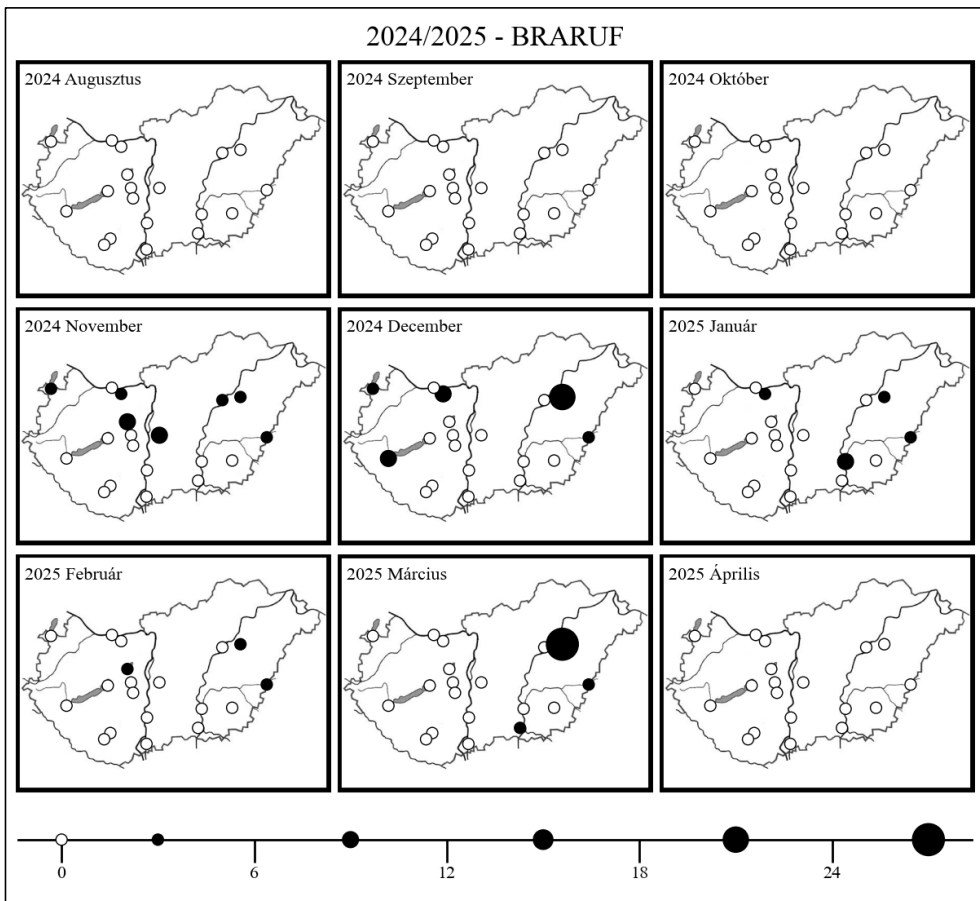 2024/2025 - BRARUF
2024 Augusztus
2024 Szeptember
2024 Október
2024 November
2024 December
2025 Január
2025 Február
2025 Március
2025 Április
0
6
12
18
24